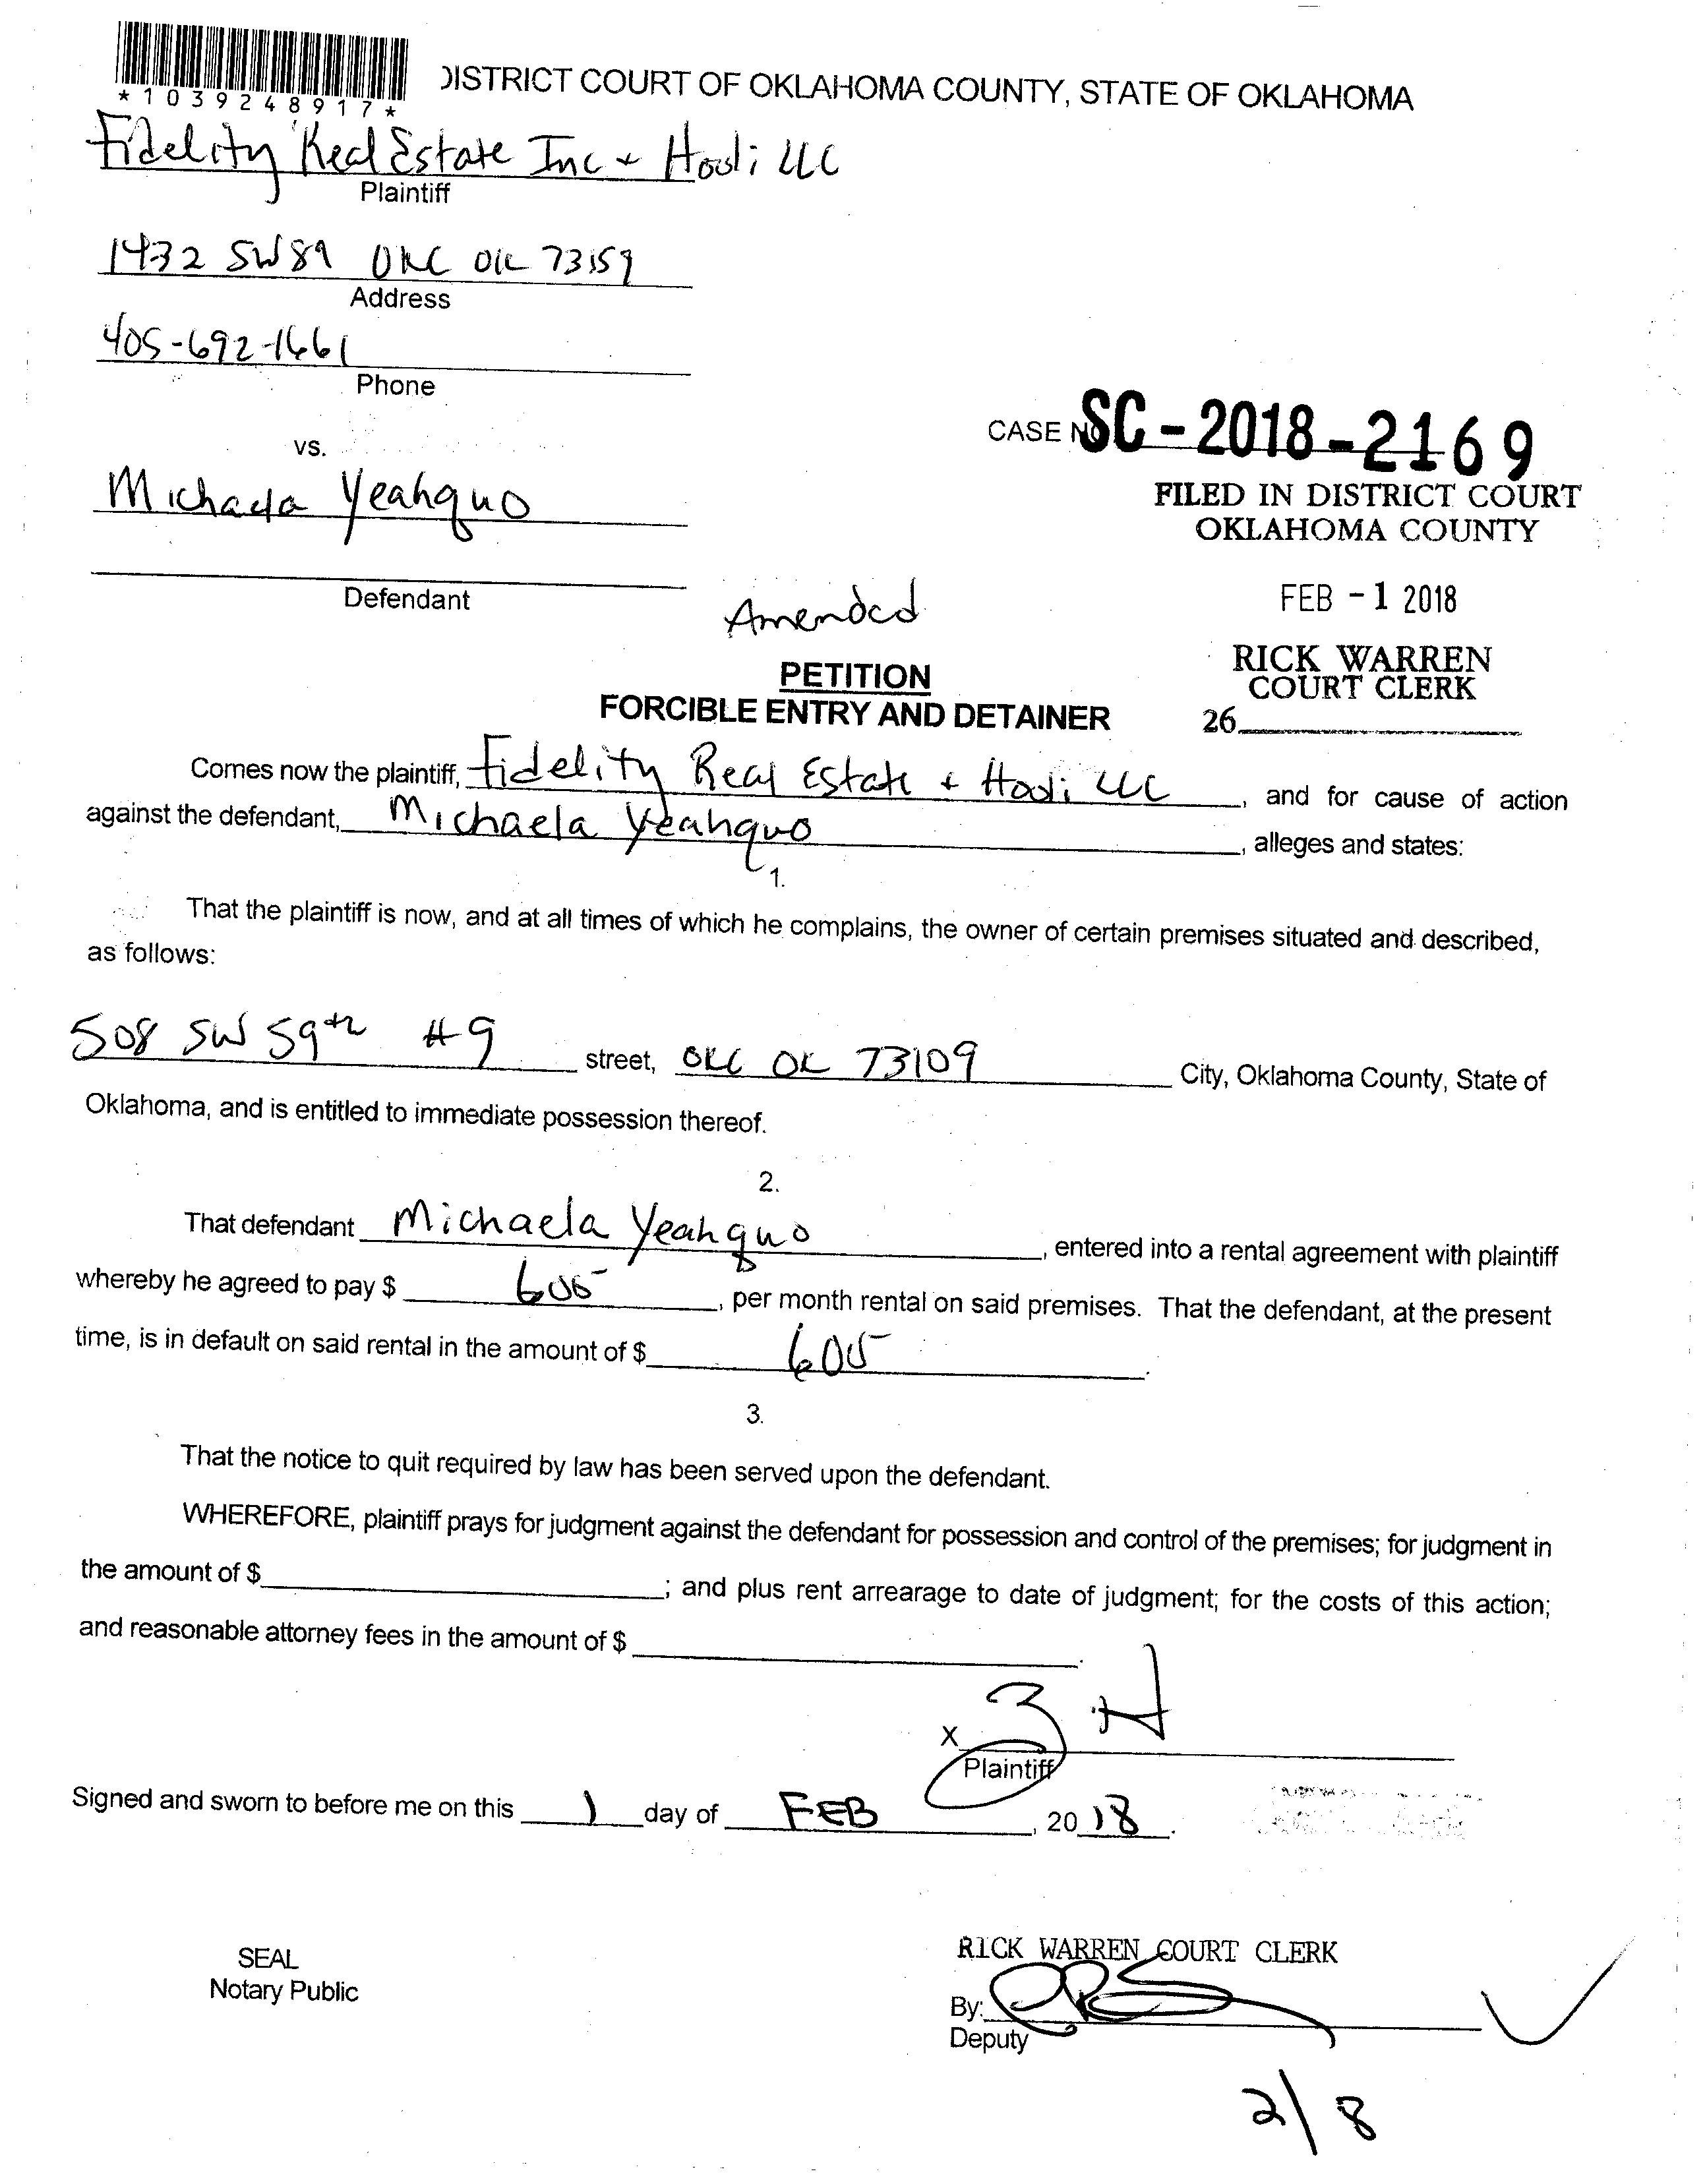 *1039248917*
DISTRICT COURT OF OKLAHOMA COUNTY, STATE OF OKLAHOMA
Fidelity Real Estate Inc + Hooli LLC
Plaintiff
1432 SW 89 OKC OK 73159
Address
405-692-1661
Phone
vs.
CASE NO SC-2018-2169
FILED IN DISTRICT COURT
OKLAHOMA COUNTY
Michaela Yeahquo
Defendant
Amended
FEB -1 2018
RICK WARREN
COURT CLERK
26
PETITION
FORCIBLE ENTRY AND DETAINER
Comes now the plaintiff, Fidelity Real Estate + Hooli LLC, and for cause of action
against the defendant, Michaela Yeahquo, alleges and states:
1.
That the plaintiff is now, and at all times of which he complains, the owner of certain premises situated and described,
as follows:
508 SW 59th #9 street, OKC OK 73109 City, Oklahoma County, State of
Oklahoma, and is entitled to immediate possession thereof.
2.
That defendant Michaela Yeahquo, entered into a rental agreement with plaintiff
whereby he agreed to pay $ , per month rental on said premises. That the defendant, at the present
time, is in default on said rental in the amount of $ .
3.
That the notice to quit required by law has been served upon the defendant.
WHEREFORE, plaintiff prays for judgment against the defendant for possession and control of the premises; for judgment in
the amount of $ ; and plus rent arrearage to date of judgment; for the costs of this action;
and reasonable attorney fees in the amount of $ .
X
Plaintiff
Signed and sworn to before me on this 1 day of FEB, 2018.
SEAL
Notary Public
RICK WARREN COURT CLERK
By:
Deputy
2/8